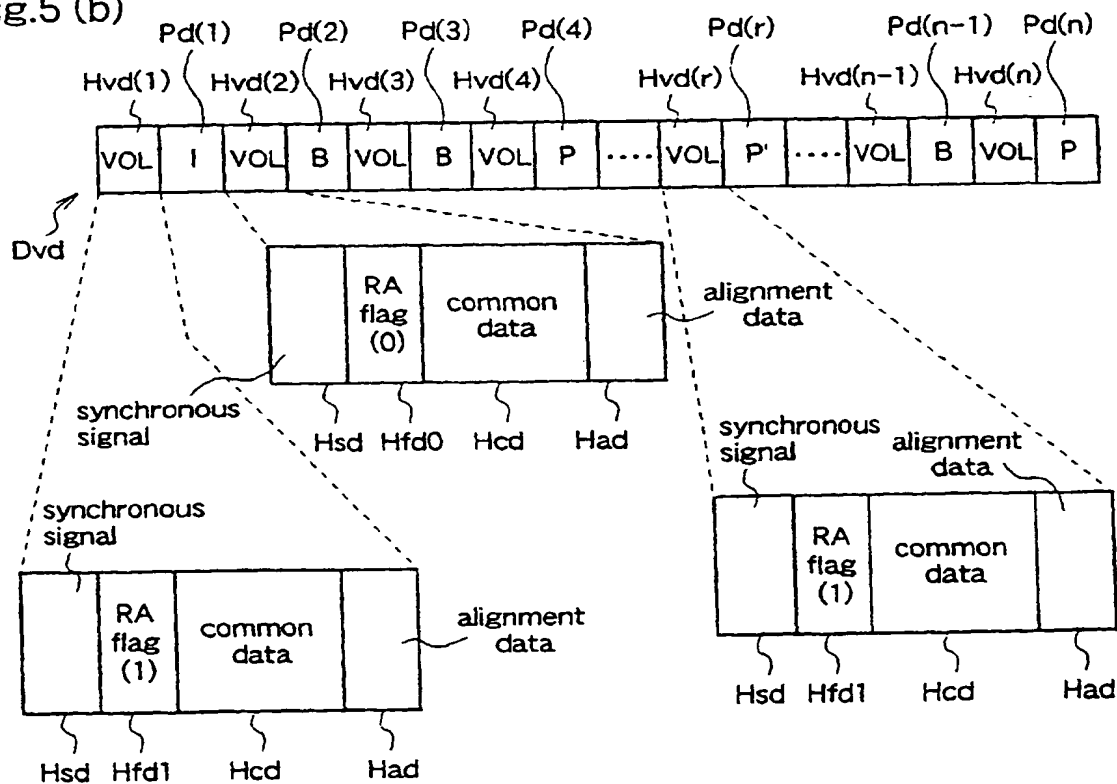 g.5 (b)
Pd(1) Pd(2) Pd(3) Pd(4) Pd(r) Pd(n-1) Pd(n)
Hvd(1) Hvd(2) Hvd(3) Hvd(4) Hvd(r) Hvd(n-1) Hvd(n)
VOL I VOL B VOL B VOL P ···· VOL P' ···· VOL B VOL P
Dvd
RA flag (0)
common data
alignment data
synchronous signal
Hsd Hfd0 Hcd Had
synchronous signal
alignment data
RA flag (1)
common data
Hsd Hfd1 Hcd Had
synchronous signal
RA flag (1)
common data
alignment data
Hsd Hfd1 Hcd Had